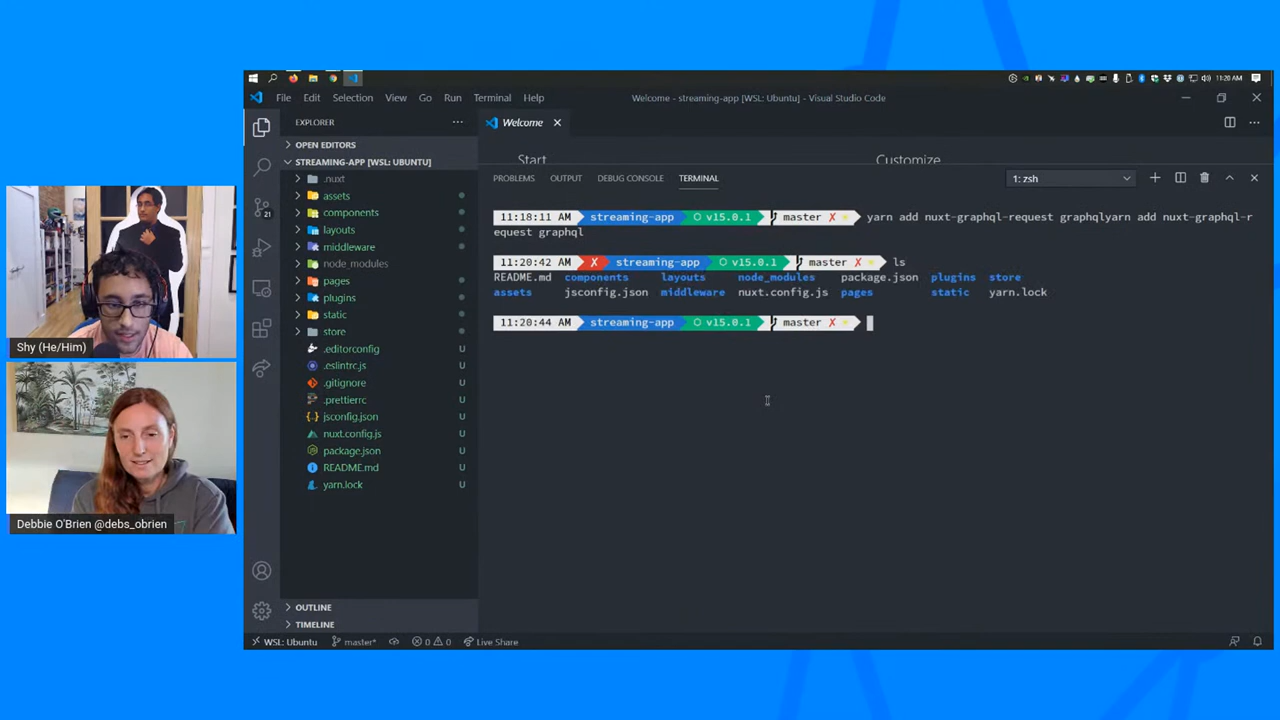 11:20 AM
File Edit Selection View Go Run Terminal Help
Welcome - streaming-app [WSL: Ubuntu] - Visual Studio Code
EXPLORER
OPEN EDITORS
STREAMING-APP [WSL: UBUNTU]
.nuxt
assets
components
layouts
middleware
node_modules
pages
plugins
static
store
.editorconfig U
.eslintrc.js U
.gitignore U
.prettierrc U
jsconfig.json U
nuxt.config.js U
package.json U
README.md U
yarn.lock U
OUTLINE
TIMELINE
21
Welcome
Start
Customize
PROBLEMS OUTPUT DEBUG CONSOLE TERMINAL
1: zsh
11:18:11 AM streaming-app v15.0.1 master ✗ yarn add nuxt-graphql-request graphqlyarn add nuxt-graphql-r
equest graphql
11:20:42 AM ✗ streaming-app v15.0.1 master ✗ ls
README.md components layouts node_modules package.json plugins store
assets jsconfig.json middleware nuxt.config.js pages static yarn.lock
11:20:44 AM streaming-app v15.0.1 master ✗
WSL: Ubuntu master* 0 0 Live Share
Shy (He/Him)
Debbie O'Brien @debs_obrien